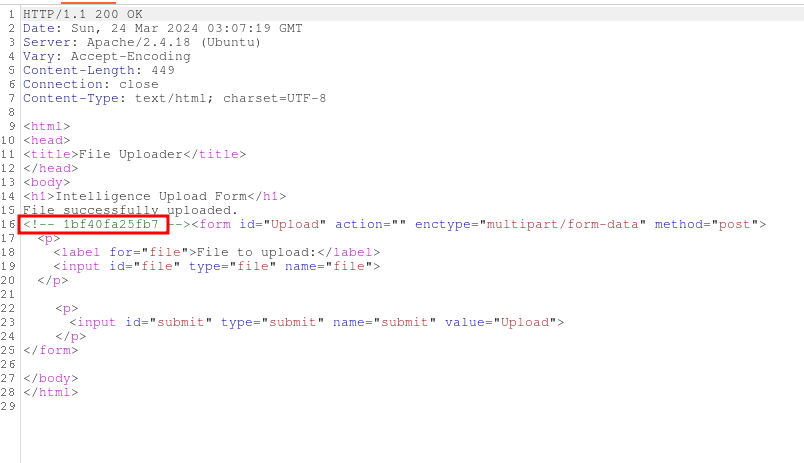 1 HTTP/1.1 200 OK
2 Date: Sun, 24 Mar 2024 03:07:19 GMT
3 Server: Apache/2.4.18 (Ubuntu)
4 Vary: Accept-Encoding
5 Content-Length: 449
6 Connection: close
7 Content-Type: text/html; charset=UTF-8
8
9 <html>
10 <head>
11 <title>File Uploader</title>
12 </head>
13 <body>
14 <h1>Intelligence Upload Form</h1>
15 File successfully uploaded.
16 <!-- 1bf40fa25fb7 --><form id="Upload" action="" enctype="multipart/form-data" method="post">
17 <p>
18 <label for="file">File to upload:</label>
19 <input id="file" type="file" name="file">
20 </p>
21
22 <p>
23 <input id="submit" type="submit" name="submit" value="Upload">
24 </p>
25 </form>
26
27 </body>
28 </html>
29